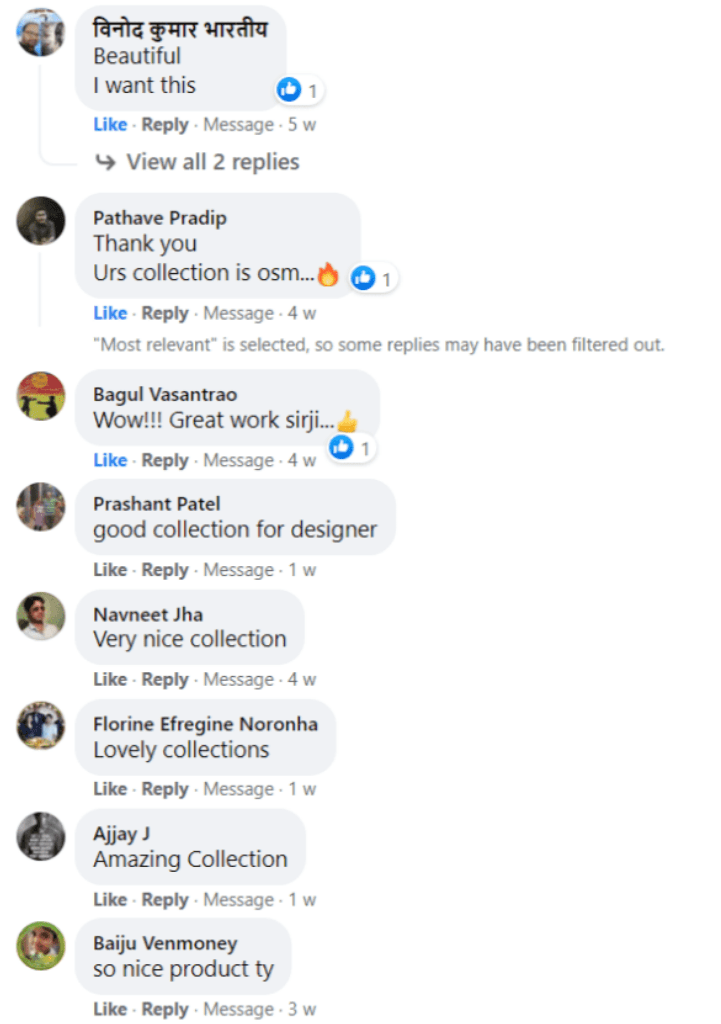 विनोद कुमार भारतीय
Beautiful
I want this
1
Like · Reply · Message · 5 w
View all 2 replies
Pathave Pradip
Thank you
Urs collection is osm...🔥
1
Like · Reply · Message · 4 w
"Most relevant" is selected, so some replies may have been filtered out.
Bagul Vasantrao
Wow!!! Great work sirji...👍
1
Like · Reply · Message · 4 w
Prashant Patel
good collection for designer
Like · Reply · Message · 1 w
Navneet Jha
Very nice collection
Like · Reply · Message · 4 w
Florine Efregine Noronha
Lovely collections
Like · Reply · Message · 1 w
Ajjay J
Amazing Collection
Like · Reply · Message · 1 w
Baiju Venmoney
so nice product ty
Like · Reply · Message · 3 w